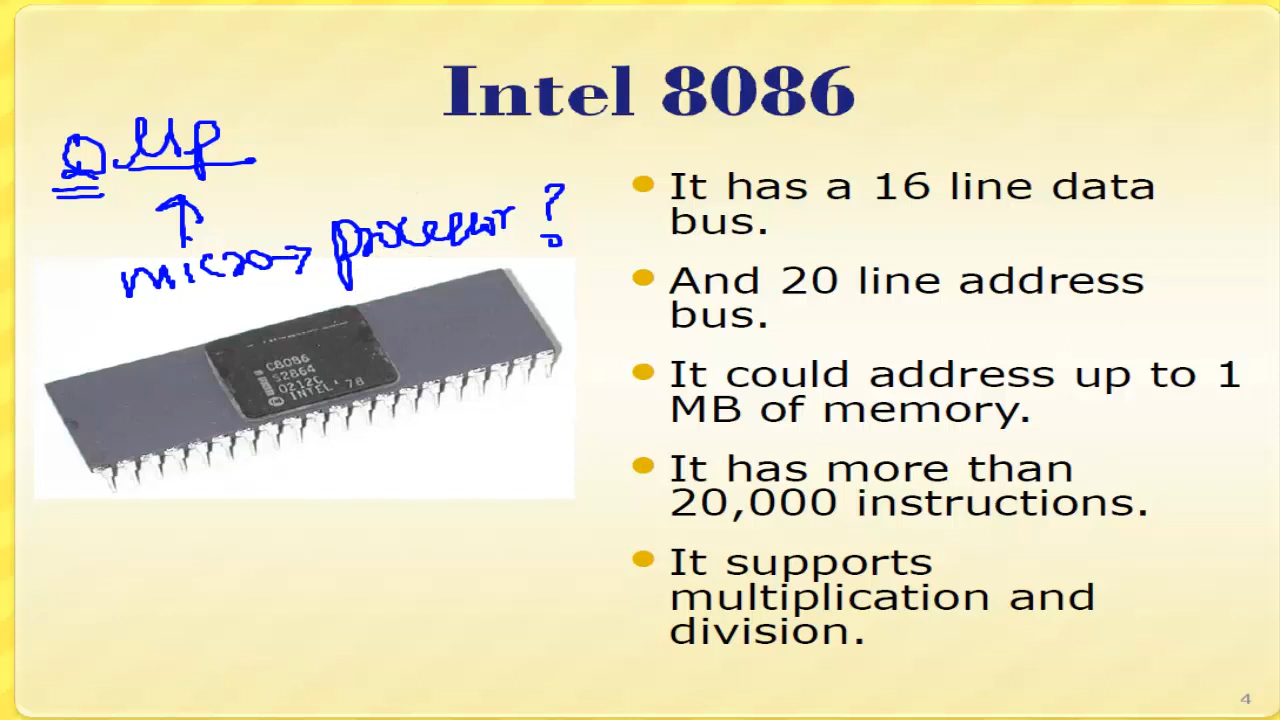 Intel 8086
Q μp
micro → processor ?
C8086
S2864
0212C
© INTEL '78
It has a 16 line data
bus.
And 20 line address
bus.
It could address up to 1
MB of memory.
It has more than
20,000 instructions.
It supports
multiplication and
division.
4